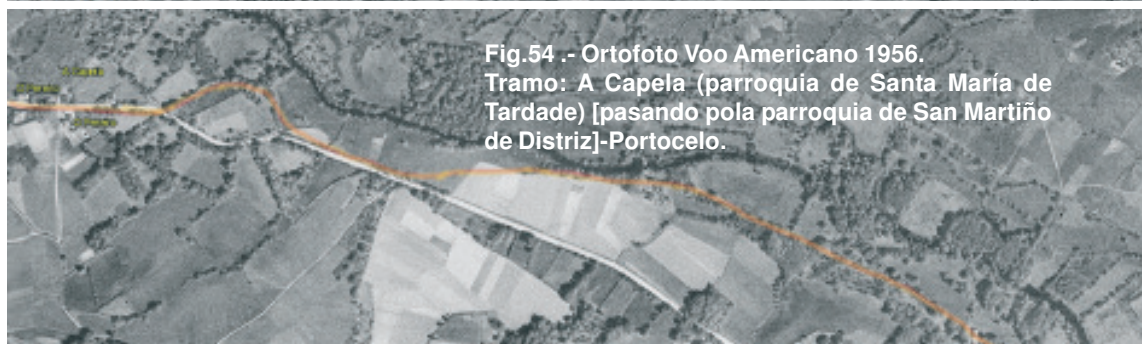 Fig.54 .- Ortofoto Voo Americano 1956.
Tramo: A Capela (parroquia de Santa María de
Tardade) [pasando pola parroquia de San Martiño
de Distriz]-Portocelo.
A Capela